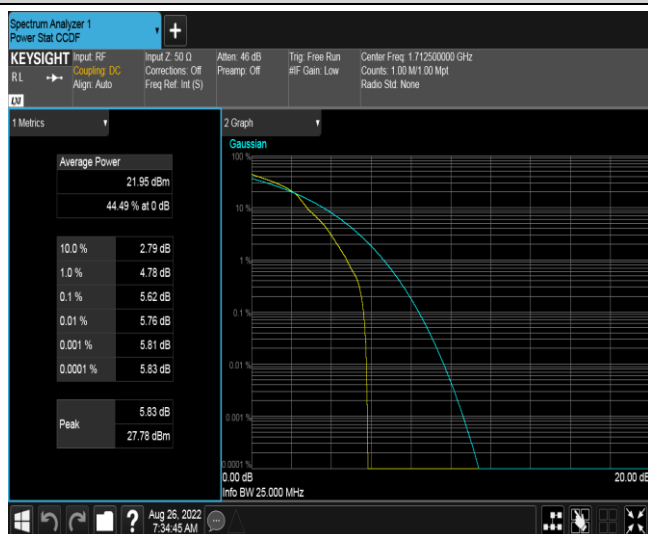 Spectrum Analyzer 1
Power Stat CCDF
+
KEYSIGHT
RL
LXI
Input: RF
Coupling: DC
Align: Auto
Input Z: 50 Ω
Corrections: Off
Freq Ref: Int (S)
Atten: 46 dB
Preamp: Off
Trig: Free Run
#IF Gain: Low
Center Freq: 1.712500000 GHz
Counts: 1.00 M/1.00 Mpt
Radio Std: None
1 Metrics
Average Power
21.95 dBm
44.49 % at 0 dB
10.0 % 2.79 dB
1.0 % 4.78 dB
0.1 % 5.62 dB
0.01 % 5.76 dB
0.001 % 5.81 dB
0.0001 % 5.83 dB
Peak
5.83 dB
27.78 dBm
2 Graph
Gaussian
100 %
10 %
1 %
0.1 %
0.01 %
0.001 %
0.0001 %
0.00 dB 20.00 dB
Info BW 25.000 MHz
?
Aug 26, 2022
7:34:45 AM